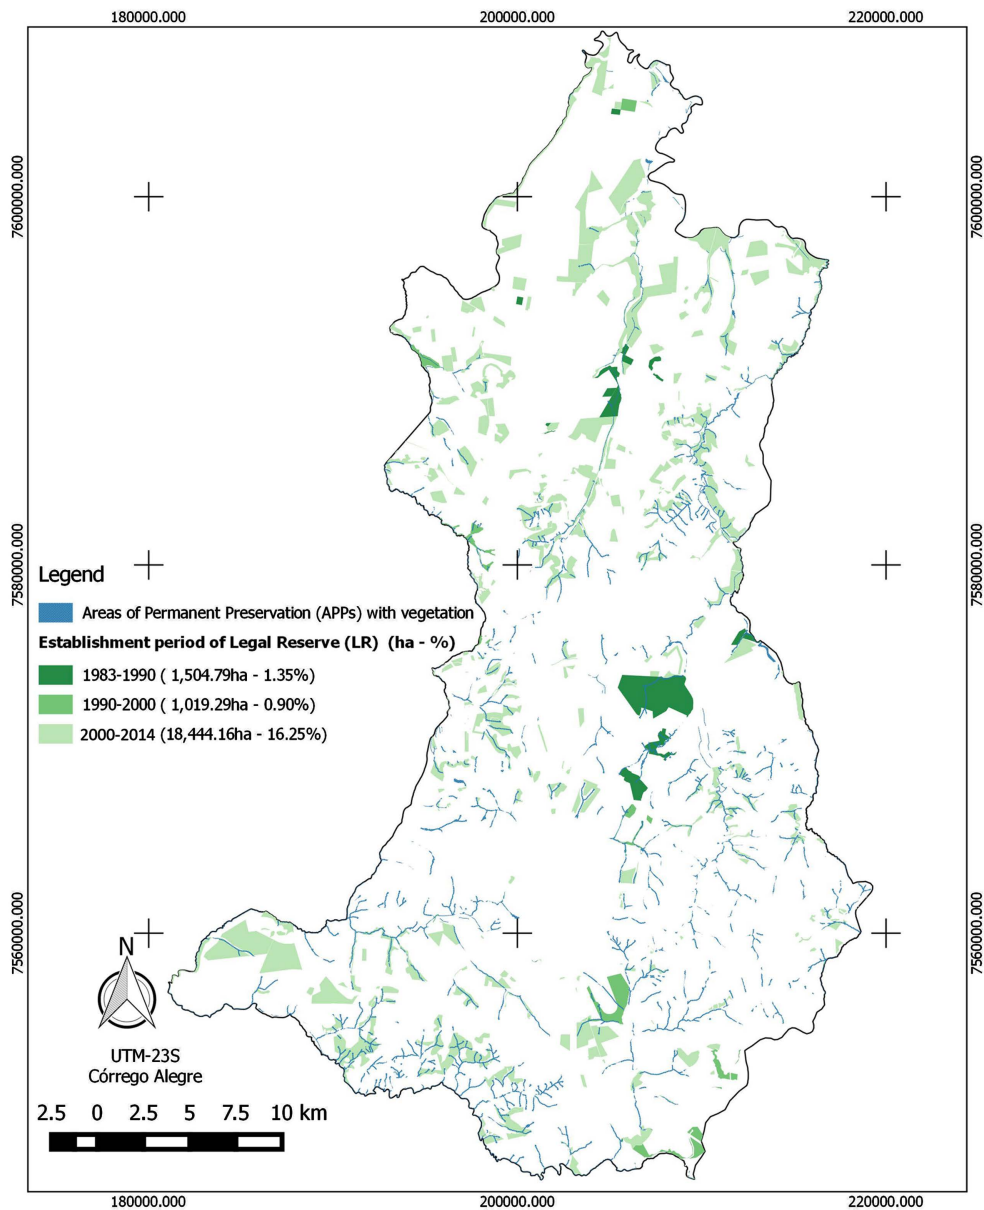 180000.000 200000.000 220000.000
7600000.000 7600000.000
7580000.000 7580000.000
Legend
Areas of Permanent Preservation (APPs) with vegetation
Establishment period of Legal Reserve (LR) (ha - %)
1983-1990 ( 1,504.79ha - 1.35%)
1990-2000 ( 1,019.29ha - 0.90%)
2000-2014 (18,444.16ha - 16.25%)
7560000.000 7560000.000
N
UTM-23S
Córrego Alegre
2.5 0 2.5 5 7.5 10 km
180000.000 200000.000 220000.000